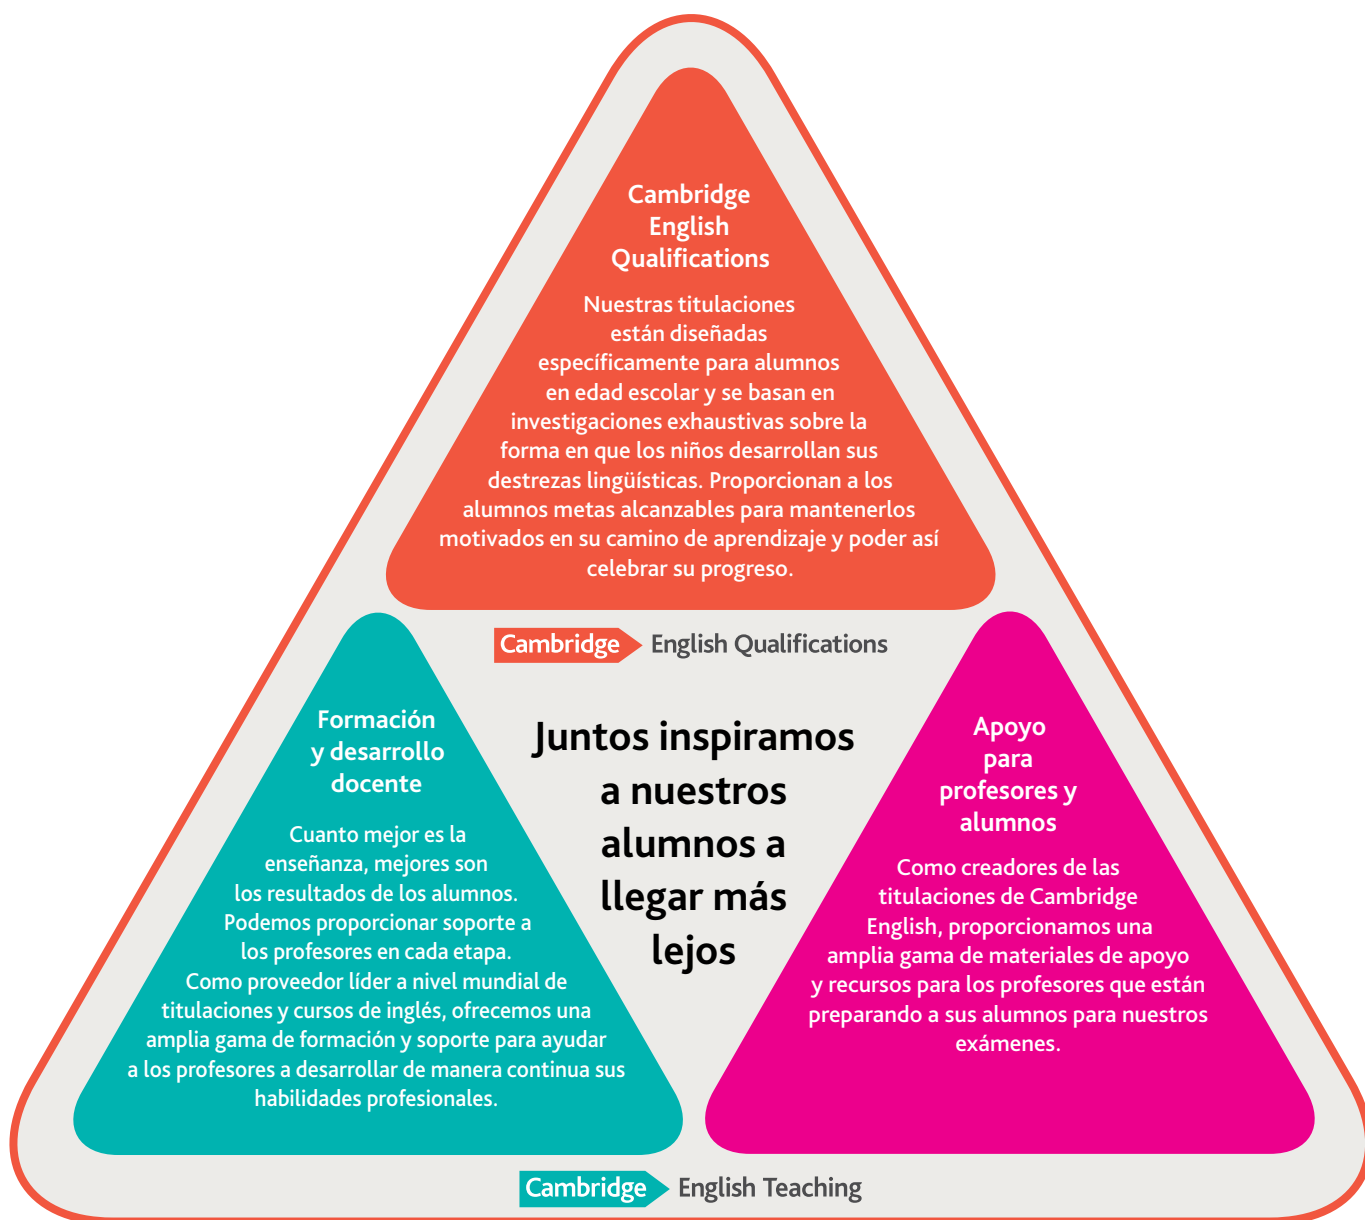 Cambridge
English
Qualifications
Nuestras titulaciones
están diseñadas
específicamente para alumnos
en edad escolar y se basan en
investigaciones exhaustivas sobre la
forma en que los niños desarrollan sus
destrezas lingüísticas. Proporcionan a los
alumnos metas alcanzables para mantenerlos
motivados en su camino de aprendizaje y poder así
celebrar su progreso.
Cambridge English Qualifications
Formación
y desarrollo
docente
Cuanto mejor es la
enseñanza, mejores son
los resultados de los alumnos.
Podemos proporcionar soporte a
los profesores en cada etapa.
Como proveedor líder a nivel mundial de
titulaciones y cursos de inglés, ofrecemos una
amplia gama de formación y soporte para ayudar
a los profesores a desarrollar de manera continua sus
habilidades profesionales.
Juntos inspiramos
a nuestros
alumnos a
llegar más
lejos
Apoyo
para
profesores y
alumnos
Como creadores de las
titulaciones de Cambridge
English, proporcionamos una
amplia gama de materiales de apoyo
y recursos para los profesores que están
preparando a sus alumnos para nuestros
exámenes.
Cambridge English Teaching